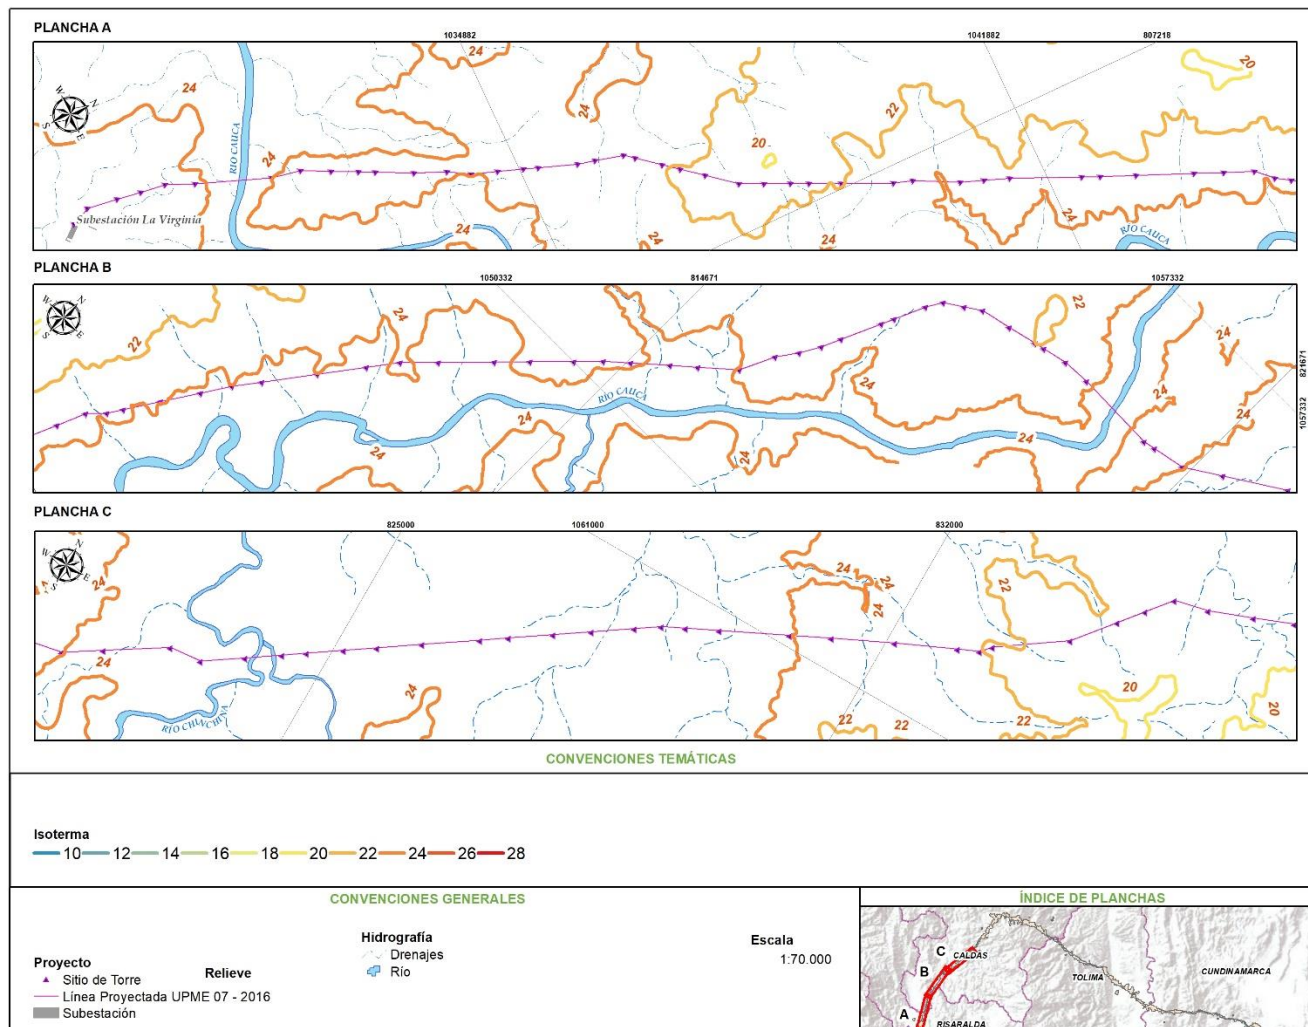 PLANCHA A
1034882
1041882
807218
24
24
24
22
20
20
24
24
24
24
24
22
N
W
E
S
RIO CAUCA
Subestación La Virginia
RIO CAUCA
RIO CAUCA
PLANCHA B
1050332
814671
1057332
821671
1057332
N
W
E
S
22
24
22
24
24
24
24
24
24
24
24
RIO CAUCA
PLANCHA C
825000
1061000
832000
N
W
E
S
24
24
24
24
24
24
22
22
22
22
20
20
RIO CHINCHINA
CONVENCIONES TEMÁTICAS
Isoterma
10 12 14 16 18 20 22 24 26 28
CONVENCIONES GENERALES
Proyecto
Sitio de Torre
Línea Proyectada UPME 07 - 2016
Subestación
Relieve
Hidrografía
Drenajes
Río
Escala
1:70.000
ÍNDICE DE PLANCHAS
C
CALDAS
B
TOLIMA
CUNDINAMARCA
A
RISARALDA